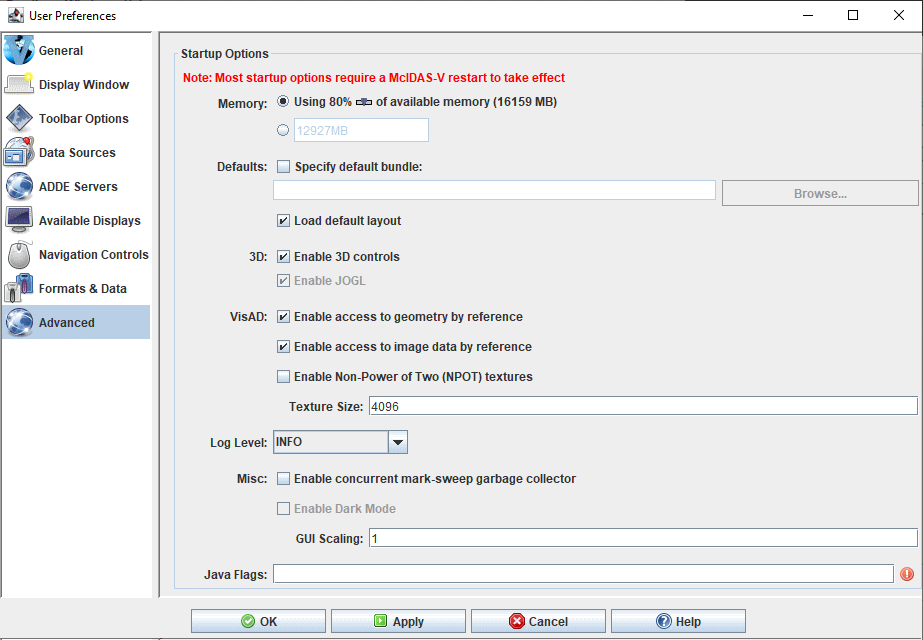 User Preferences
General
Display Window
Toolbar Options
Data Sources
ADDE Servers
Available Displays
Navigation Controls
Formats & Data
Advanced
Startup Options
Note: Most startup options require a McIDAS-V restart to take effect
Memory: Using 80% of available memory (16159 MB)
12927MB
Defaults: Specify default bundle:
Browse...
Load default layout
3D: Enable 3D controls
Enable JOGL
VisAD: Enable access to geometry by reference
Enable access to image data by reference
Enable Non-Power of Two (NPOT) textures
Texture Size: 4096
Log Level: INFO
Misc: Enable concurrent mark-sweep garbage collector
Enable Dark Mode
GUI Scaling: 1
Java Flags:
OK Apply Cancel Help